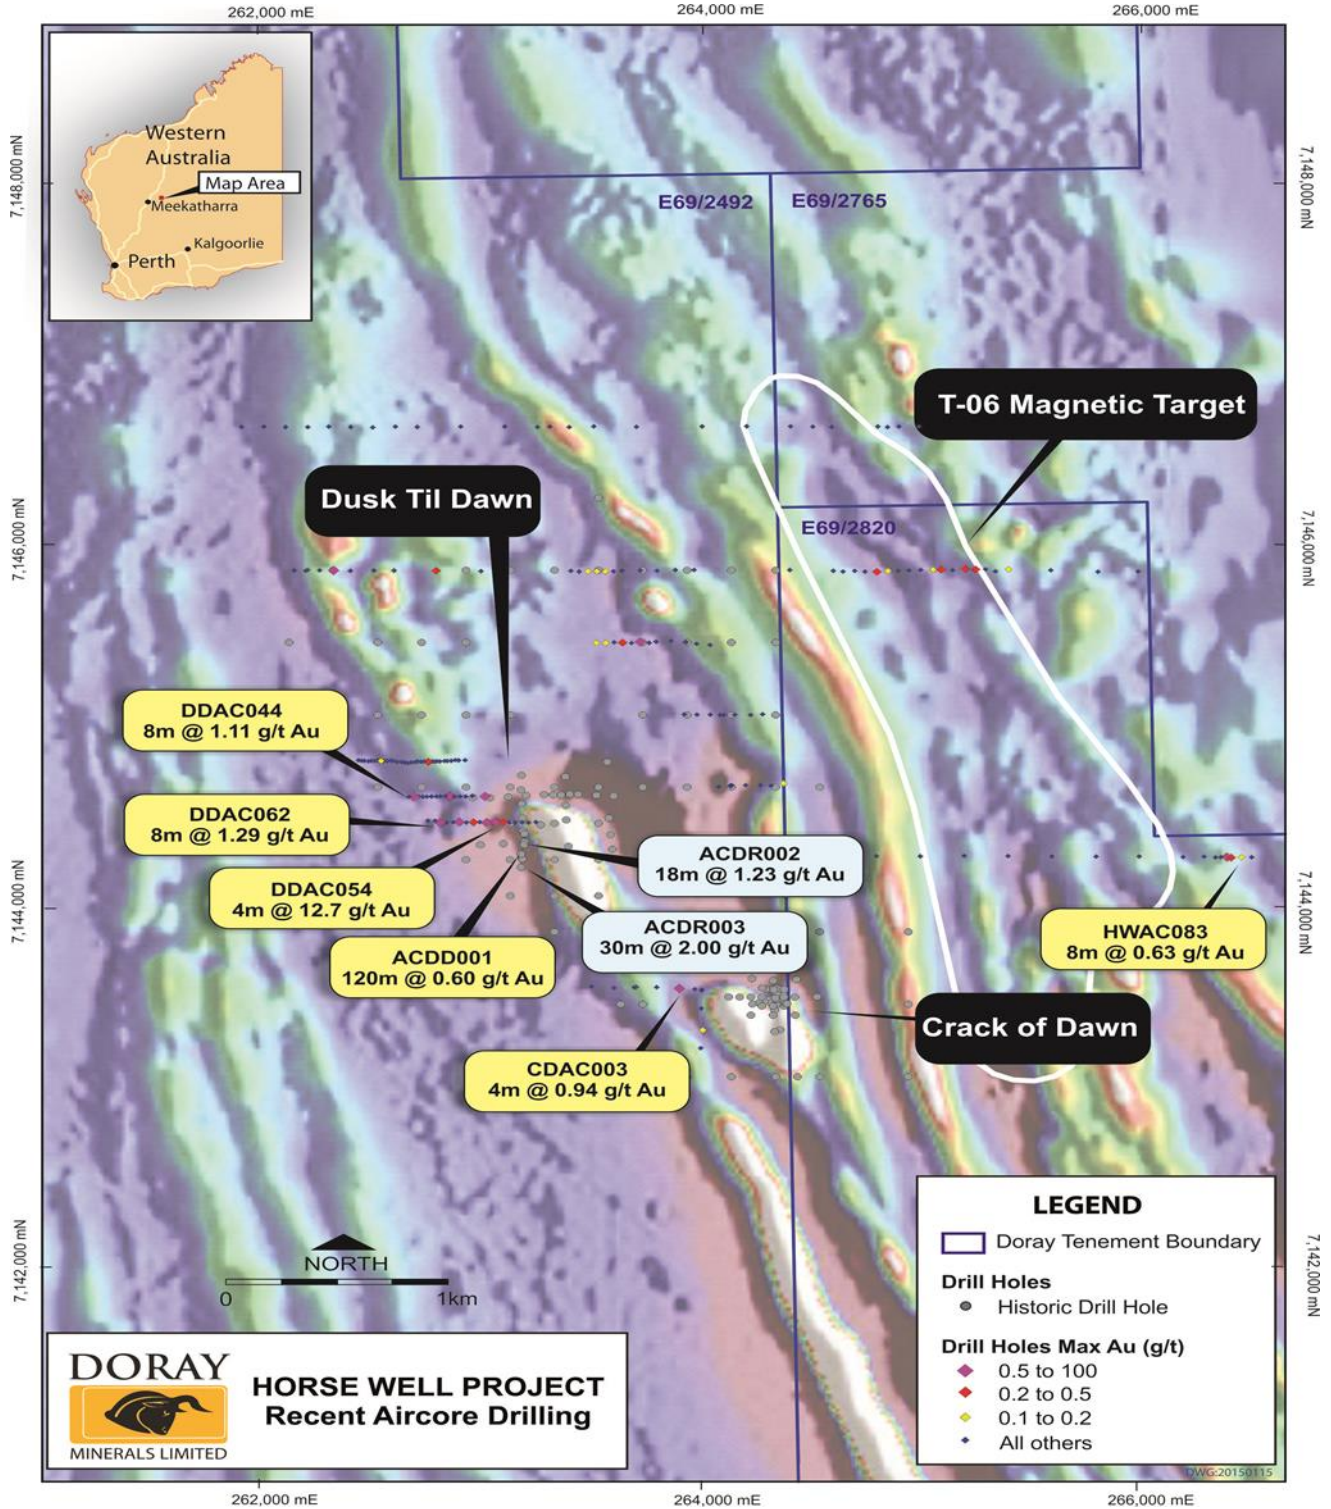 262,000 mE
264,000 mE
266,000 mE
7,148,000 mN
7,148,000 mN
Western
Australia
Map Area
Meekatharra
Kalgoorlie
Perth
E69/2492
E69/2765
T-06 Magnetic Target
Dusk Til Dawn
E69/2820
7,146,000 mN
7,146,000 mN
DDAC044
8m @ 1.11 g/t Au
DDAC062
8m @ 1.29 g/t Au
ACDR002
18m @ 1.23 g/t Au
DDAC054
4m @ 12.7 g/t Au
7,144,000 mN
7,144,000 mN
ACDR003
30m @ 2.00 g/t Au
HWAC083
8m @ 0.63 g/t Au
ACDD001
120m @ 0.60 g/t Au
Crack of Dawn
CDAC003
4m @ 0.94 g/t Au
7,142,000 mN
7,142,000 mN
NORTH
0
1km
LEGEND
Doray Tenement Boundary
Drill Holes
Historic Drill Hole
Drill Holes Max Au (g/t)
0.5 to 100
0.2 to 0.5
0.1 to 0.2
All others
DWG:20150115
DORAY
MINERALS LIMITED
HORSE WELL PROJECT
Recent Aircore Drilling
262,000 mE
264,000 mE
266,000 mE